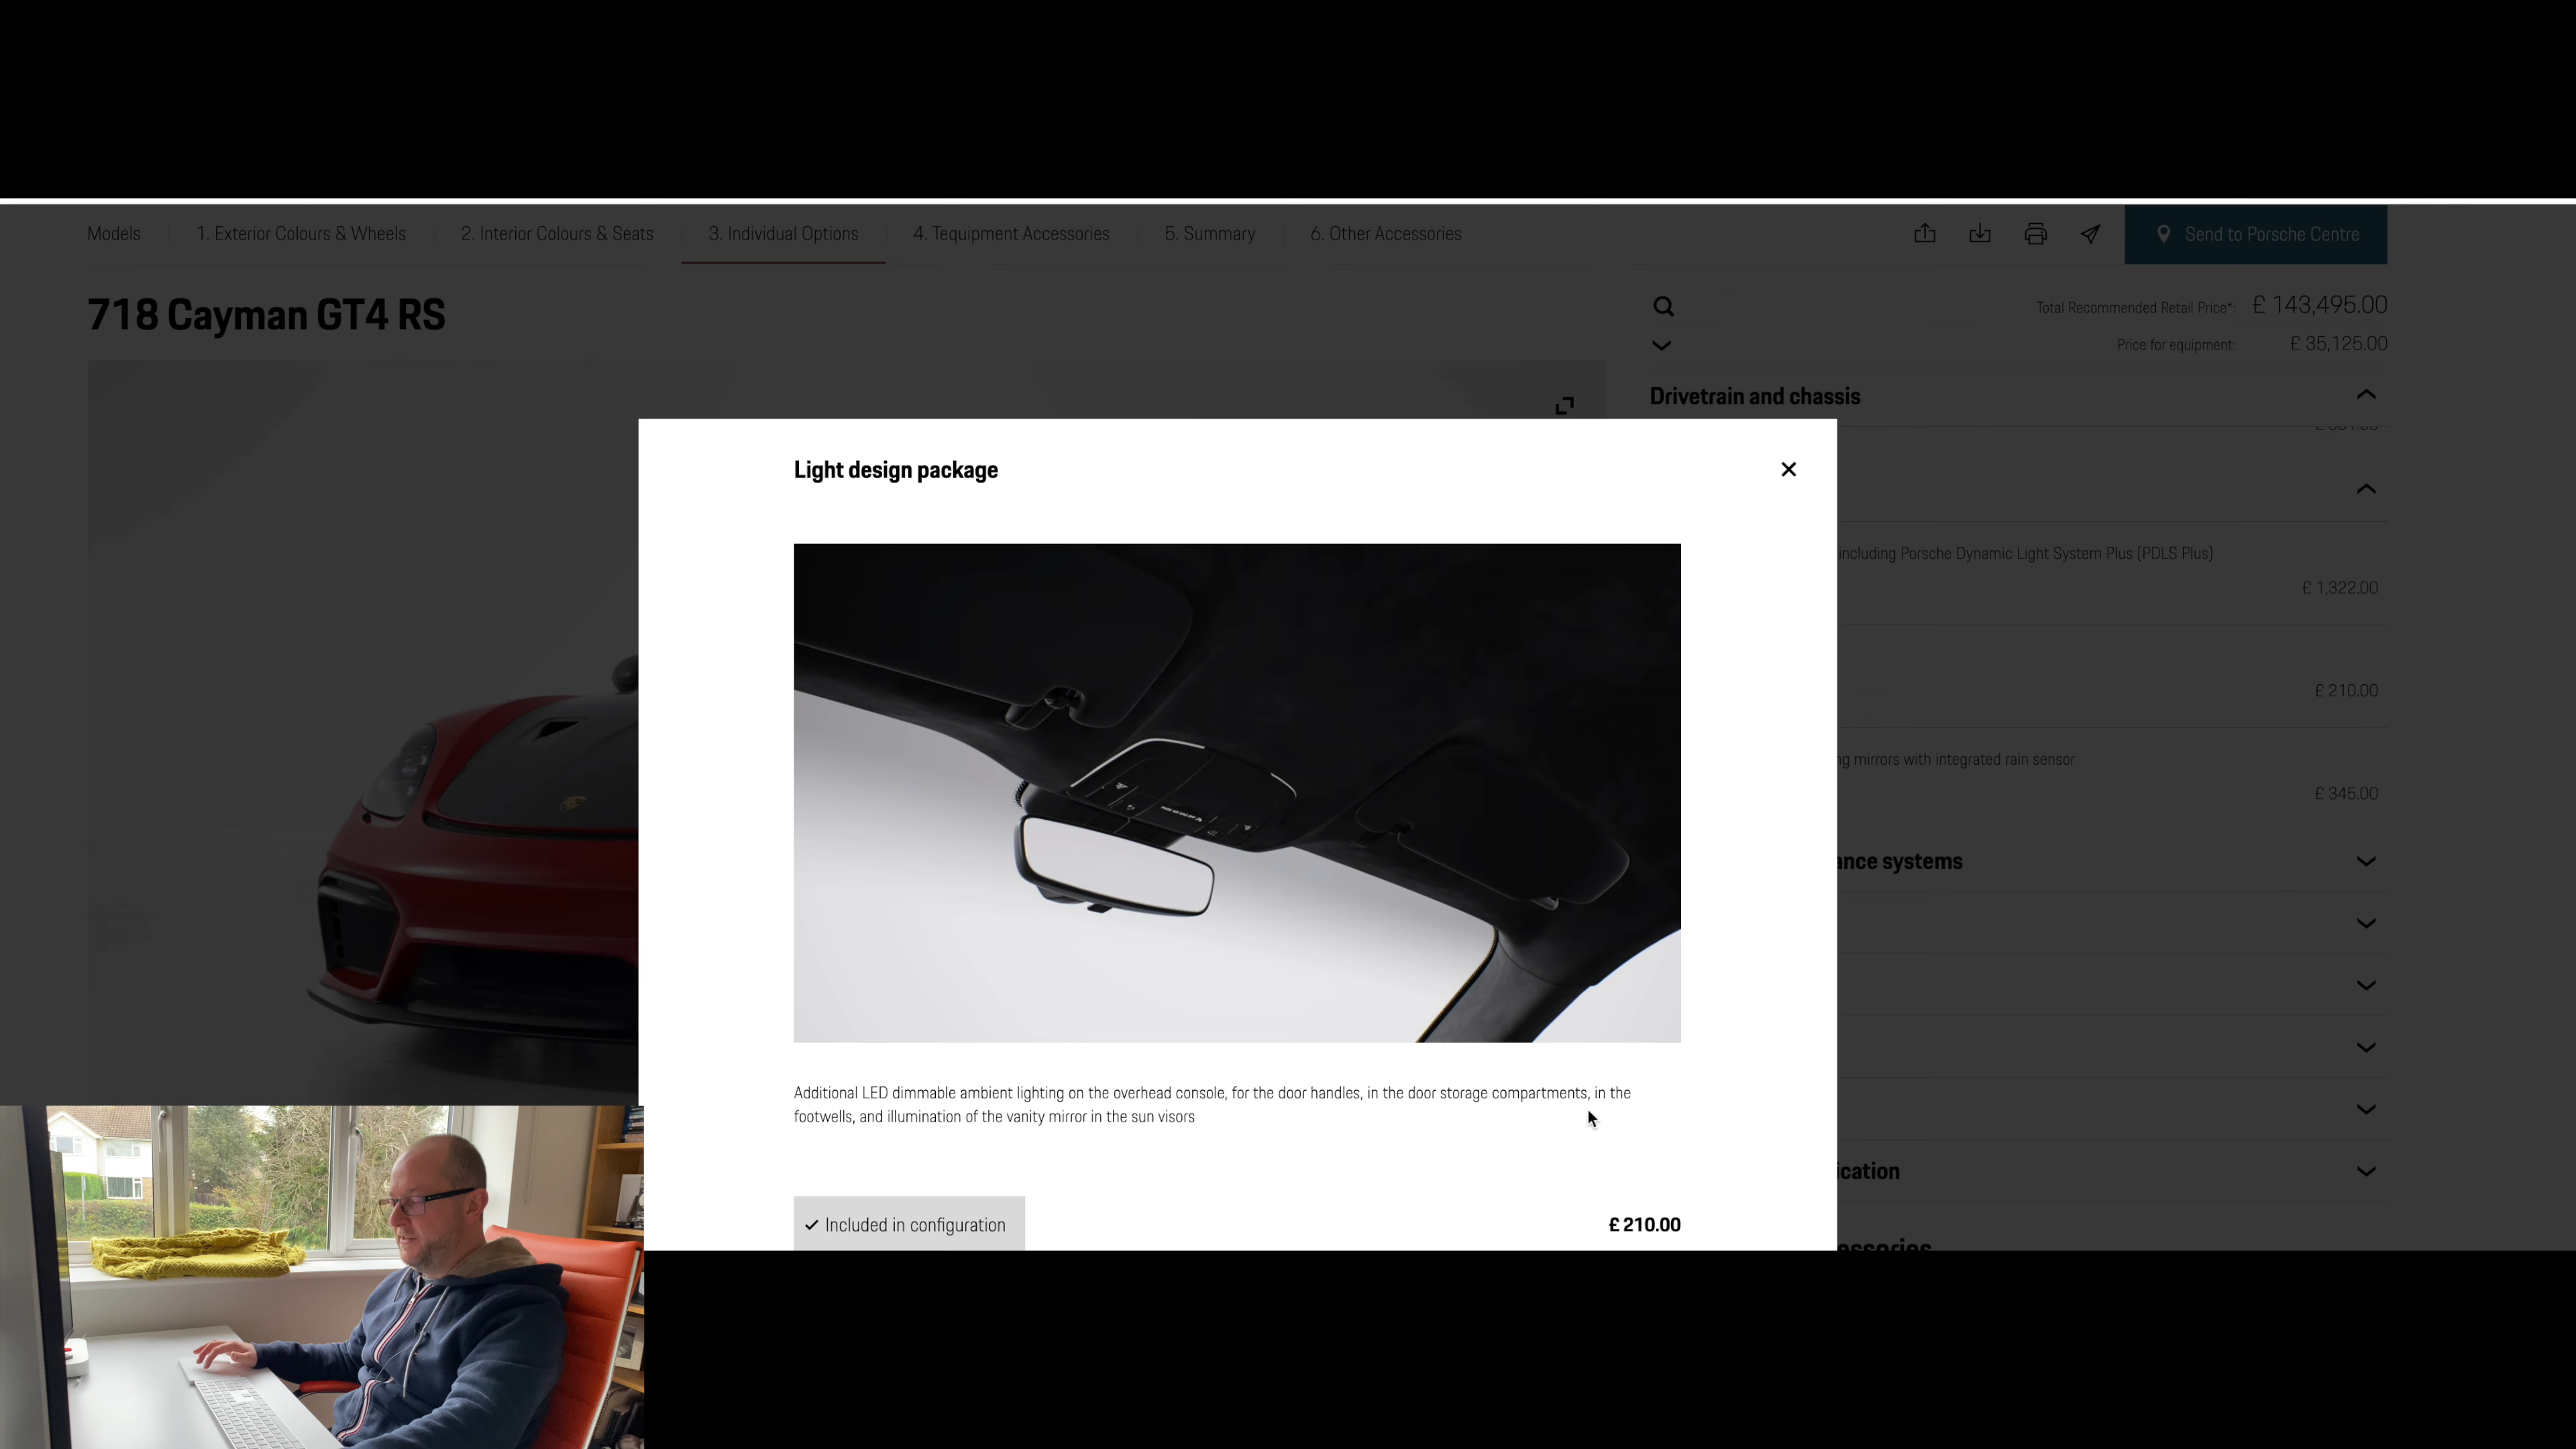 Models
1. Exterior Colours & Wheels
2. Interior Colours & Seats
3. Individual Options
4. Tequipment Accessories
5. Summary
6. Other Accessories
Send to Porsche Centre
718 Cayman GT4 RS
Total Recommended Retail Price*: £ 143,495.00
Price for equipment: £ 35,125.00
Drivetrain and chassis
Light design package
including Porsche Dynamic Light System Plus (PDLS Plus)
£ 1,322.00
£ 210.00
ng mirrors with integrated rain sensor
£ 345.00
ance systems
Additional LED dimmable ambient lighting on the overhead console, for the door handles, in the door storage compartments, in the
footwells, and illumination of the vanity mirror in the sun visors
ication
Included in configuration
£ 210.00